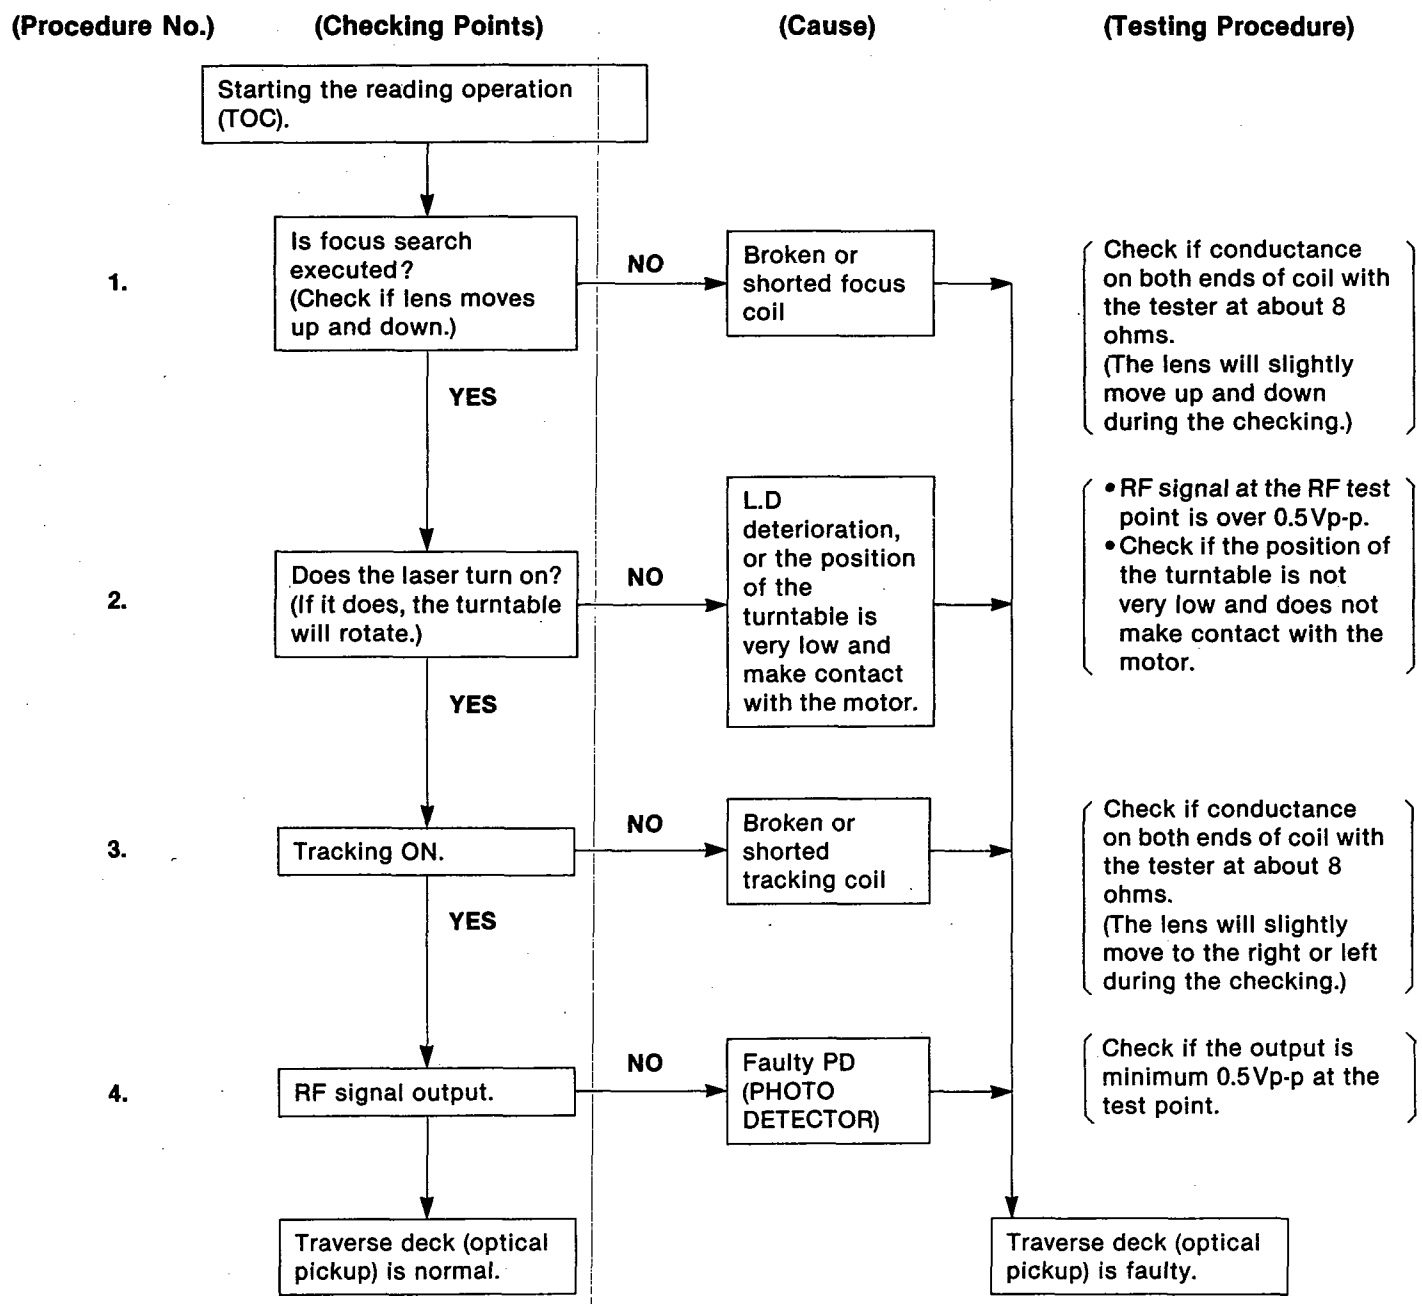 (Procedure No.) (Checking Points) (Cause) (Testing Procedure)
Starting the reading operation
(TOC).
1.
Is focus search
executed?
(Check if lens moves
up and down.)
NO
YES
Broken or
shorted focus
coil
Check if conductance
on both ends of coil with
the tester at about 8
ohms.
(The lens will slightly
move up and down
during the checking.)
2.
Does the laser turn on?
(If it does, the turntable
will rotate.)
NO
YES
L.D
deterioration,
or the position
of the
turntable is
very low and
make contact
with the motor.
•RF signal at the RF test
point is over 0.5Vp-p.
•Check if the position of
the turntable is not
very low and does not
make contact with the
motor.
3.
Tracking ON.
NO
YES
Broken or
shorted
tracking coil
Check if conductance
on both ends of coil with
the tester at about 8
ohms.
(The lens will slightly
move to the right or left
during the checking.)
4.
RF signal output.
NO
Faulty PD
(PHOTO
DETECTOR)
Check if the output is
minimum 0.5Vp-p at the
test point.
Traverse deck (optical
pickup) is normal.
Traverse deck (optical
pickup) is faulty.